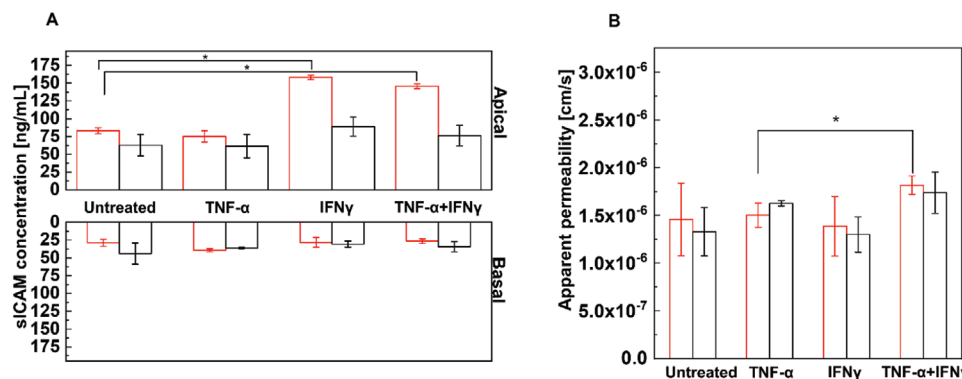 A
B
sICAM concentration [ng/mL]
175
150
125
100
75
50
25
0
*
*
Apical
Untreated
TNF-α
IFNγ
TNF-α+IFNγ
0
25
50
75
100
125
150
175
Basal
Apparent permeability [cm/s]
3.0x10-6
2.5x10-6
2.0x10-6
1.5x10-6
1.0x10-6
5.0x10-7
0.0
*
Untreated
TNF-α
IFNγ
TNF-α+IFNγ